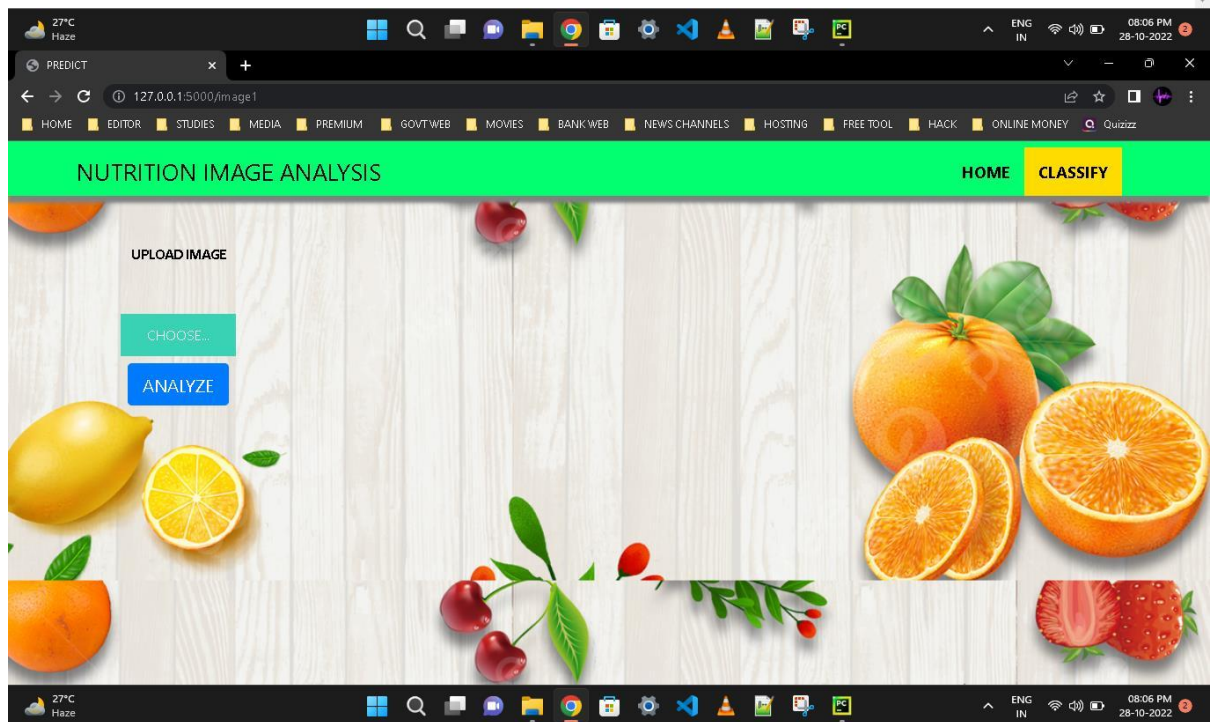 27°C
Haze
ENG
IN
08:06 PM
28-10-2022
2
PREDICT
127.0.0.1:5000/image1
HOME EDITOR STUDIES MEDIA PREMIUM GOVT WEB MOVIES BANK WEB NEWS CHANNELS HOSTING FREE TOOL HACK ONLINE MONEY Quizizz
NUTRITION IMAGE ANALYSIS HOME CLASSIFY
UPLOAD IMAGE
CHOOSE...
ANALYZE
27°C
Haze
ENG
IN
08:06 PM
28-10-2022
2